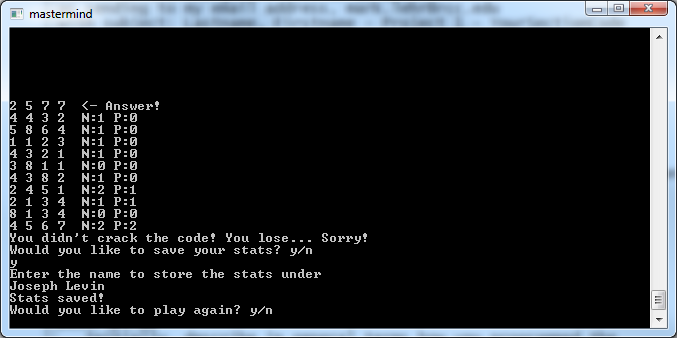 mastermind
2 5 7 7 <- Answer!
4 4 3 2 N:1 P:0
5 8 6 4 N:1 P:0
1 1 2 3 N:1 P:0
4 3 2 1 N:1 P:0
3 8 1 1 N:0 P:0
4 3 8 2 N:1 P:0
2 4 5 1 N:2 P:1
2 1 3 4 N:1 P:1
8 1 3 4 N:0 P:0
4 5 6 7 N:2 P:2
You didn't crack the code! You lose... Sorry!
Would you like to save your stats? y/n
y
Enter the name to store the stats under
Joseph Levin
Stats saved!
Would you like to play again? y/n